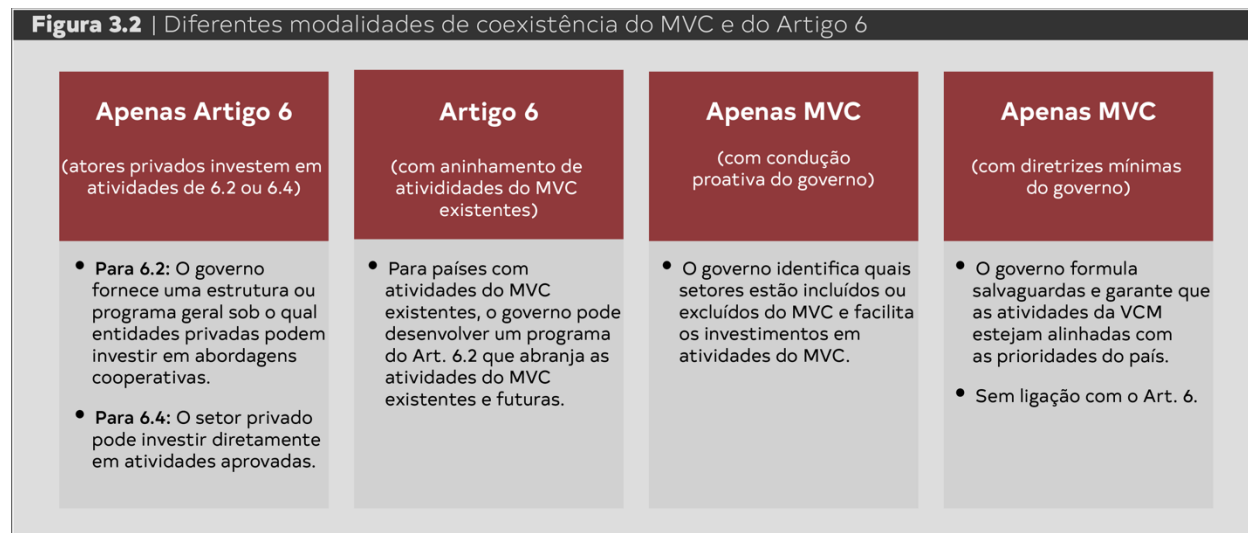 Figura 3.2 | Diferentes modalidades de coexistência do MVC e do Artigo 6
Apenas Artigo 6
(atores privados investem em
atividades de 6.2 ou 6.4)
• Para 6.2: O governo
fornece uma estrutura ou
programa geral sob o qual
entidades privadas podem
investir em abordagens
cooperativas.
• Para 6.4: O setor privado
pode investir diretamente
em atividades aprovadas.
Artigo 6
(com aninhamento de
ativididades do MVC
existentes)
• Para países com
atividades do MVC
existentes, o governo pode
desenvolver um programa
do Art. 6.2 que abranja as
atividades do MVC
existentes e futuras.
Apenas MVC
(com condução
proativa do governo)
• O governo identifica quais
setores estão incluídos ou
excluídos do MVC e facilita
os investimentos em
atividades do MVC.
Apenas MVC
(com diretrizes mínimas
do governo)
• O governo formula
salvaguardas e garante que
as atividades da VCM
estejam alinhadas com
as prioridades do país.
• Sem ligação com o Art. 6.